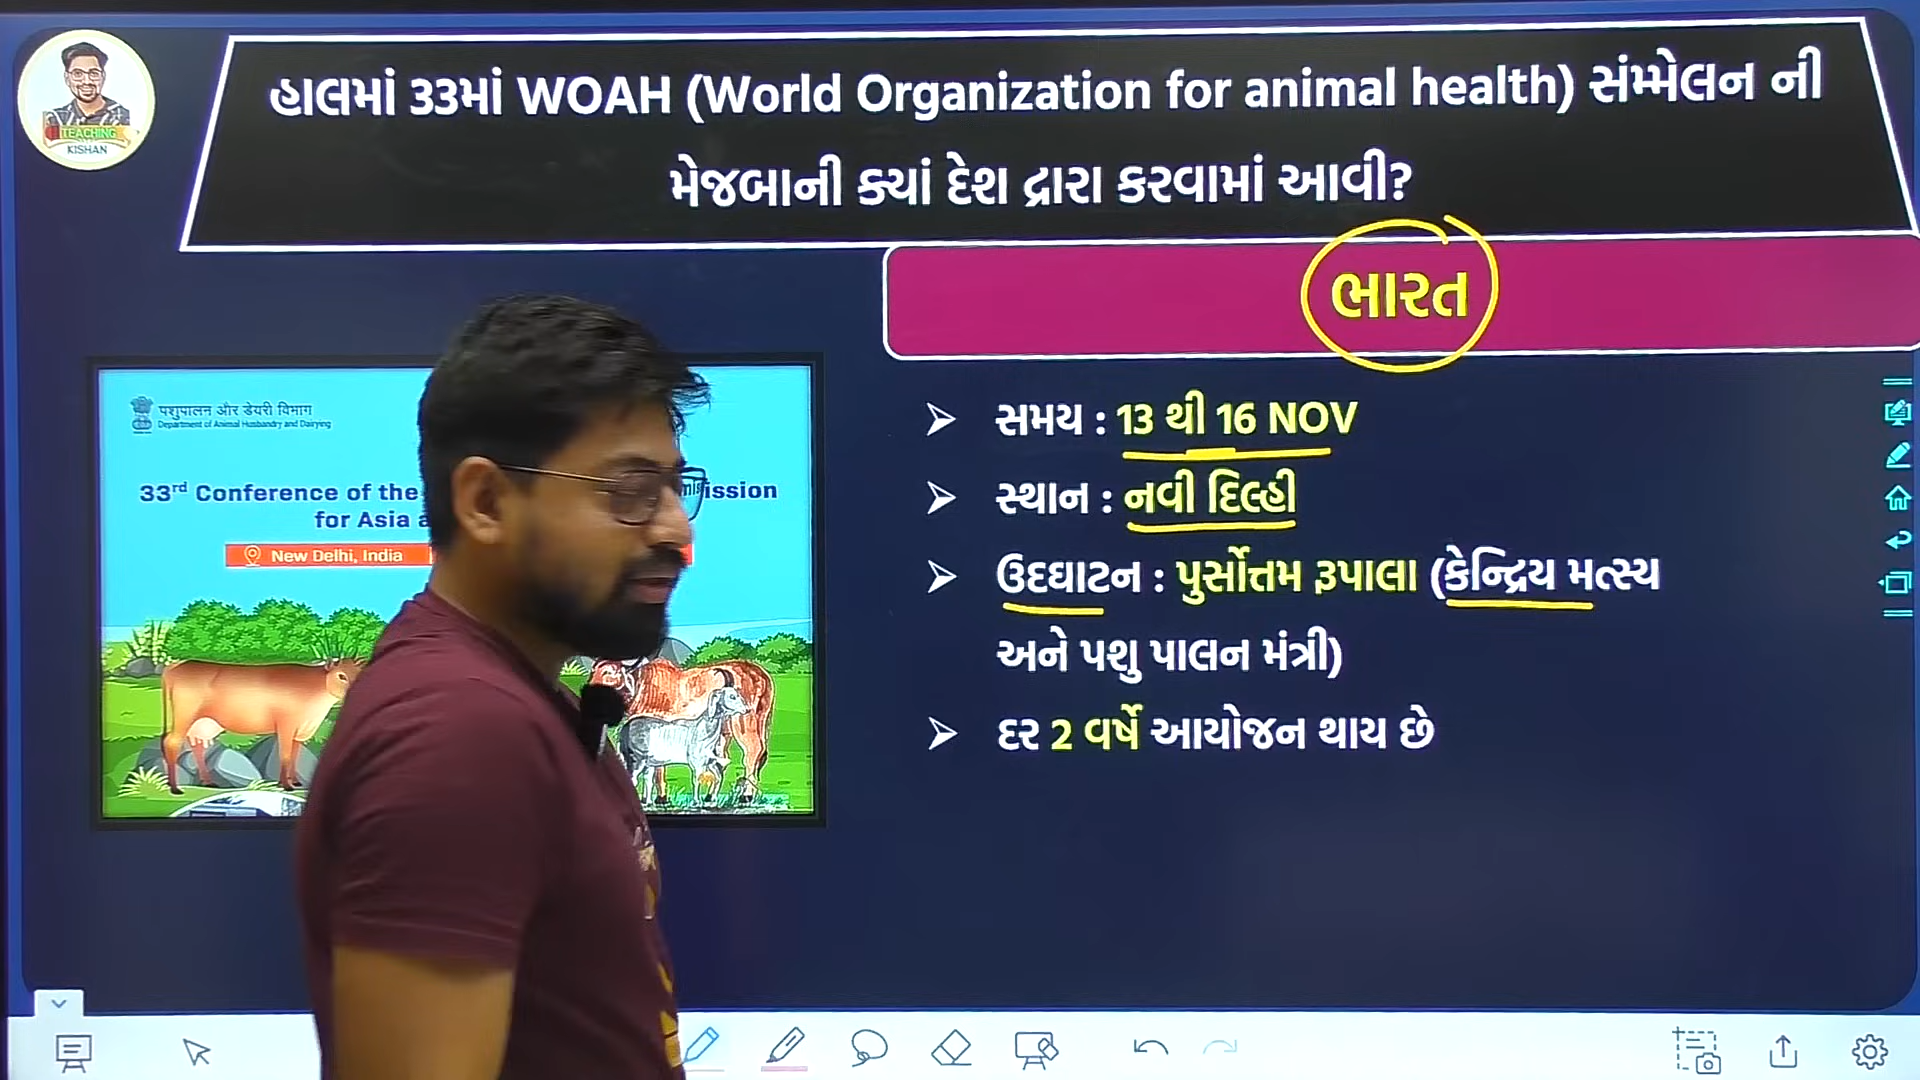 TEACHING
KISHAN
હાલમાં 33માં WOAH (World Organization for animal health) સંમ્મેલન ની
મેજબાની ક્યાં દેશ દ્રારા કરવામાં આવી?
ભારત
पशुपालन और डेयरी विभाग
Department of Animal Husbandry and Dairying
33rd Conference of the
for Asia
New Delhi, India
સમય : 13 થી 16 NOV
સ્થાન : નવી દિલ્હી
ઉદઘાટન : પુર્સોત્તમ રૂપાલા (કેન્દ્રિય મત્સ્ય
અને પશુ પાલન મંત્રી)
દર 2 વર્ષે આયોજન થાય છે